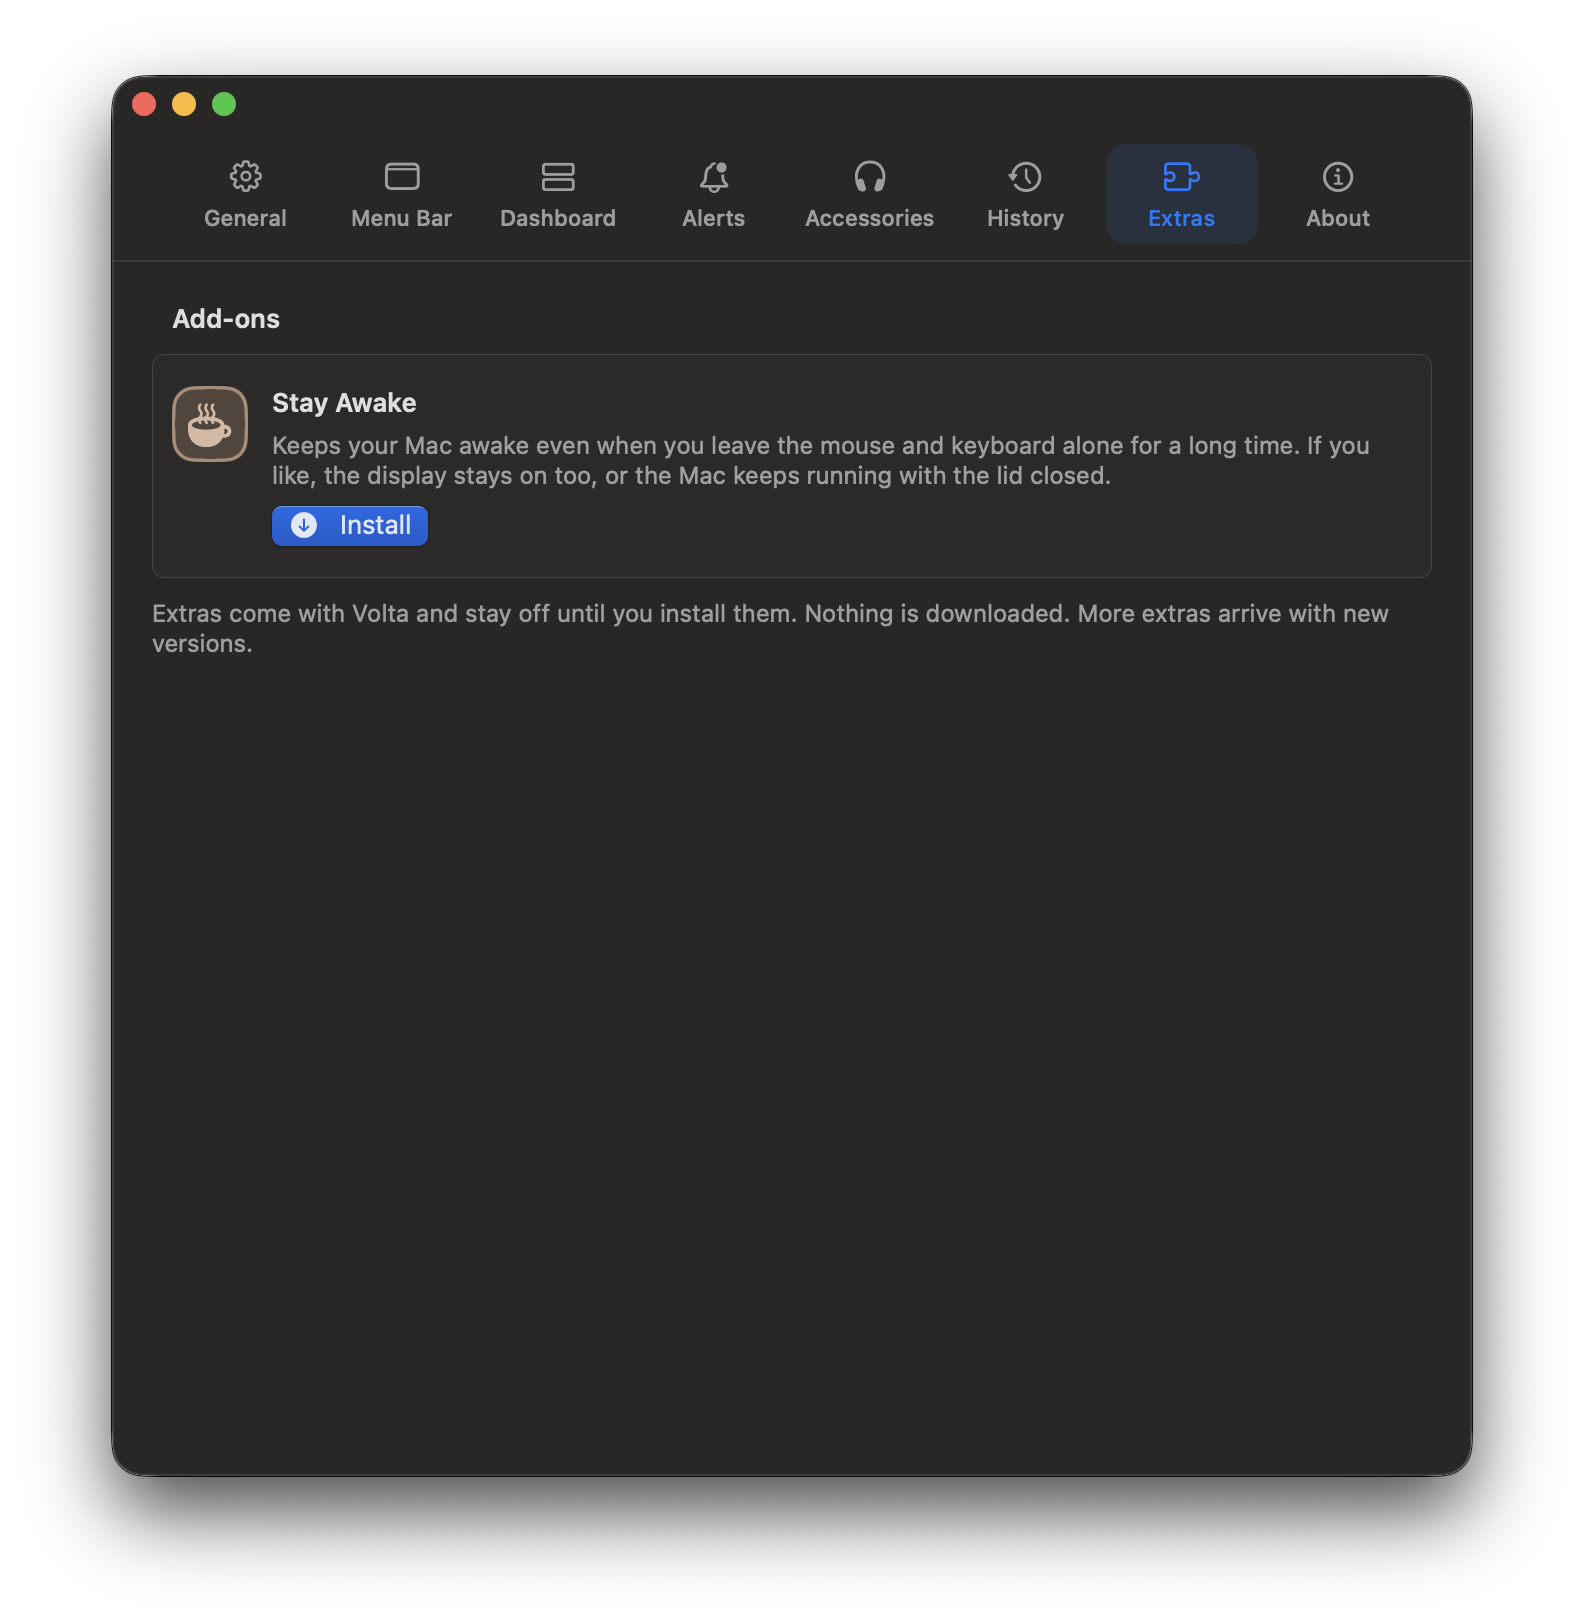 General
Menu Bar
Dashboard
Alerts
Accessories
History
Extras
About
Add-ons
Stay Awake
Keeps your Mac awake even when you leave the mouse and keyboard alone for a long time. If you
like, the display stays on too, or the Mac keeps running with the lid closed.
Install
Extras come with Volta and stay off until you install them. Nothing is downloaded. More extras arrive with new
versions.